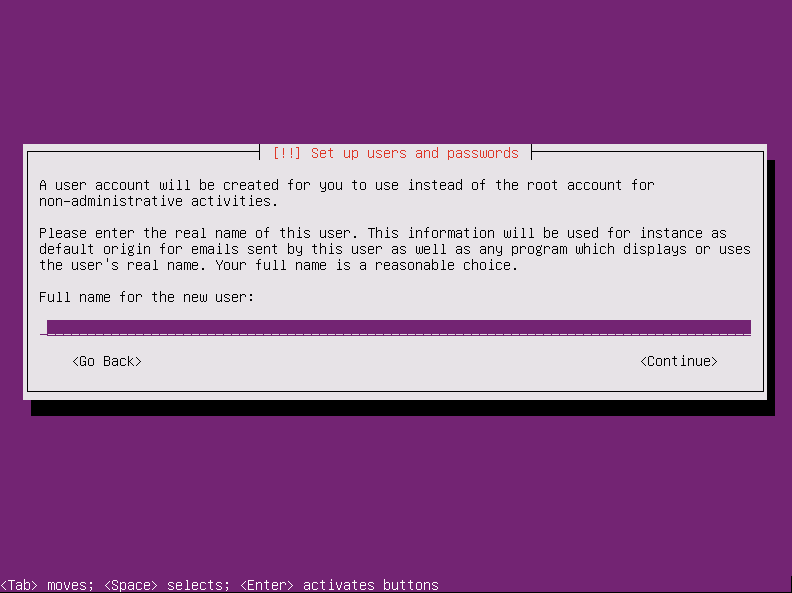 [!!] Set up users and passwords
A user account will be created for you to use instead of the root account for
non-administrative activities.
Please enter the real name of this user. This information will be used for instance as
default origin for emails sent by this user as well as any program which displays or uses
the user's real name. Your full name is a reasonable choice.
Full name for the new user:
<Go Back> <Continue>
<Tab> moves; <Space> selects; <Enter> activates buttons